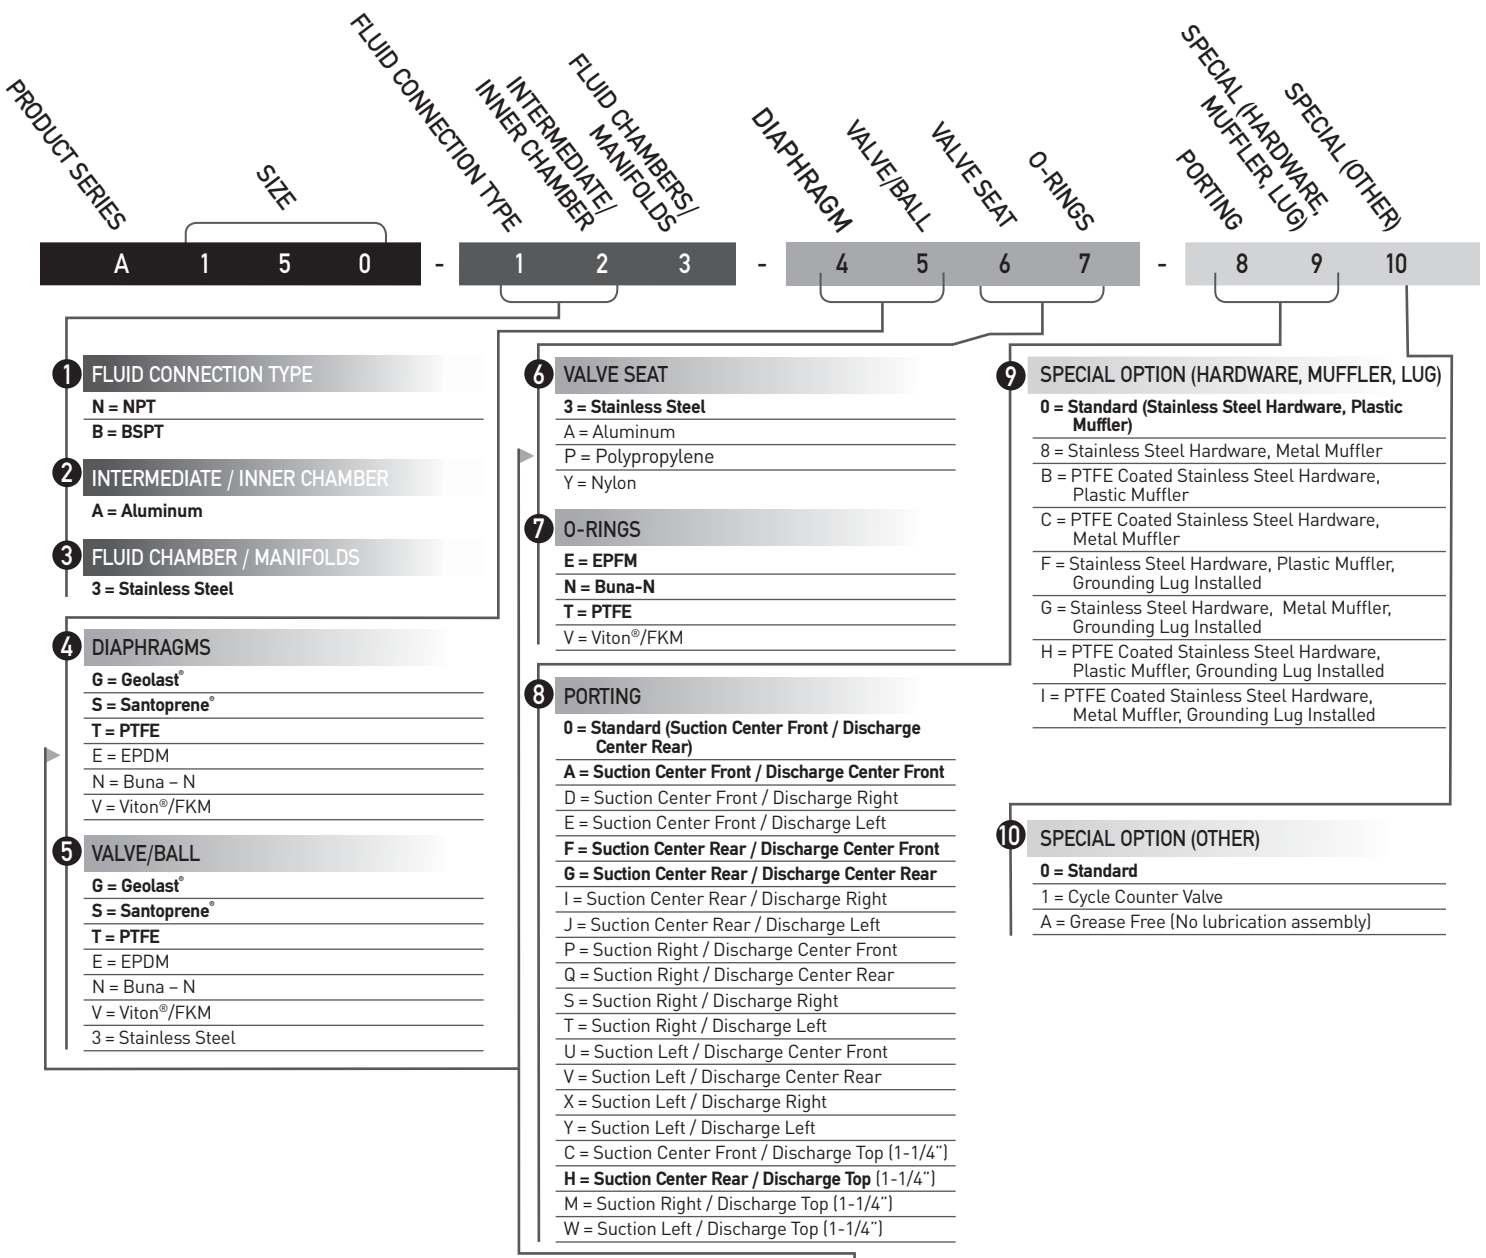 PRODUCT SERIES
SIZE
FLUID CONNECTION TYPE
INTERMEDIATE/
INNER CHAMBER
FLUID CHAMBERS/
MANIFOLDS
DIAPHRAGM
VALVE/BALL
VALVE SEAT
O-RINGS
PORTING
SPECIAL (HARDWARE,
MUFFLER, LUG)
SPECIAL (OTHER)
A 1 5 0 - 1 2 3 - 4 5 6 7 - 8 9 10
1 FLUID CONNECTION TYPE
N = NPT
B = BSPT
2 INTERMEDIATE / INNER CHAMBER
A = Aluminum
3 FLUID CHAMBER / MANIFOLDS
3 = Stainless Steel
4 DIAPHRAGMS
G = Geolast®
S = Santoprene®
T = PTFE
E = EPDM
N = Buna – N
V = Viton®/FKM
5 VALVE/BALL
G = Geolast®
S = Santoprene®
T = PTFE
E = EPDM
N = Buna – N
V = Viton®/FKM
3 = Stainless Steel
6 VALVE SEAT
3 = Stainless Steel
A = Aluminum
P = Polypropylene
Y = Nylon
7 O-RINGS
E = EPFM
N = Buna-N
T = PTFE
V = Viton®/FKM
8 PORTING
0 = Standard (Suction Center Front / Discharge
Center Rear)
A = Suction Center Front / Discharge Center Front
D = Suction Center Front / Discharge Right
E = Suction Center Front / Discharge Left
F = Suction Center Rear / Discharge Center Front
G = Suction Center Rear / Discharge Center Rear
I = Suction Center Rear / Discharge Right
J = Suction Center Rear / Discharge Left
P = Suction Right / Discharge Center Front
Q = Suction Right / Discharge Center Rear
S = Suction Right / Discharge Right
T = Suction Right / Discharge Left
U = Suction Left / Discharge Center Front
V = Suction Left / Discharge Center Rear
X = Suction Left / Discharge Right
Y = Suction Left / Discharge Left
C = Suction Center Front / Discharge Top (1-1/4”)
H = Suction Center Rear / Discharge Top (1-1/4”)
M = Suction Right / Discharge Top (1-1/4”)
W = Suction Left / Discharge Top (1-1/4”)
9 SPECIAL OPTION (HARDWARE, MUFFLER, LUG)
0 = Standard (Stainless Steel Hardware, Plastic
Muffler)
8 = Stainless Steel Hardware, Metal Muffler
B = PTFE Coated Stainless Steel Hardware,
Plastic Muffler
C = PTFE Coated Stainless Steel Hardware,
Metal Muffler
F = Stainless Steel Hardware, Plastic Muffler,
Grounding Lug Installed
G = Stainless Steel Hardware, Metal Muffler,
Grounding Lug Installed
H = PTFE Coated Stainless Steel Hardware,
Plastic Muffler, Grounding Lug Installed
I = PTFE Coated Stainless Steel Hardware,
Metal Muffler, Grounding Lug Installed
10 SPECIAL OPTION (OTHER)
0 = Standard
1 = Cycle Counter Valve
A = Grease Free (No lubrication assembly)